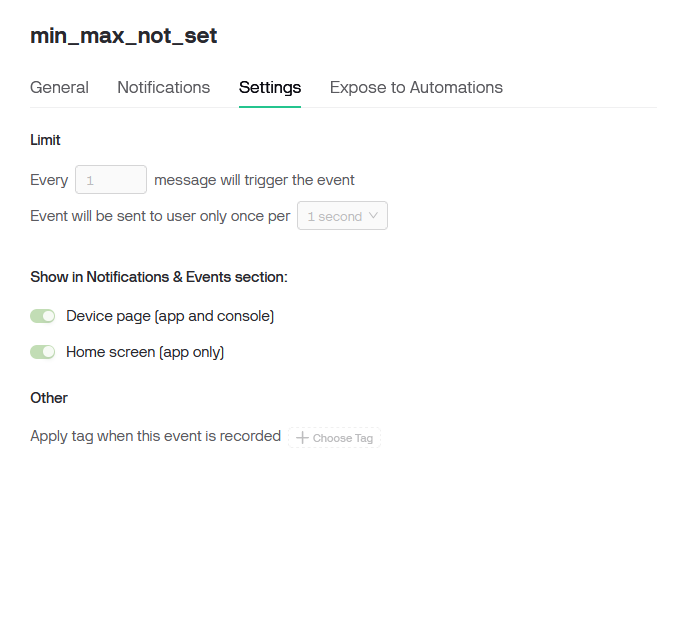 min_max_not_set
General Notifications Settings Expose to Automations
Limit
Every 1 message will trigger the event
Event will be sent to user only once per 1 second
Show in Notifications & Events section:
Device page (app and console)
Home screen (app only)
Other
Apply tag when this event is recorded Choose Tag